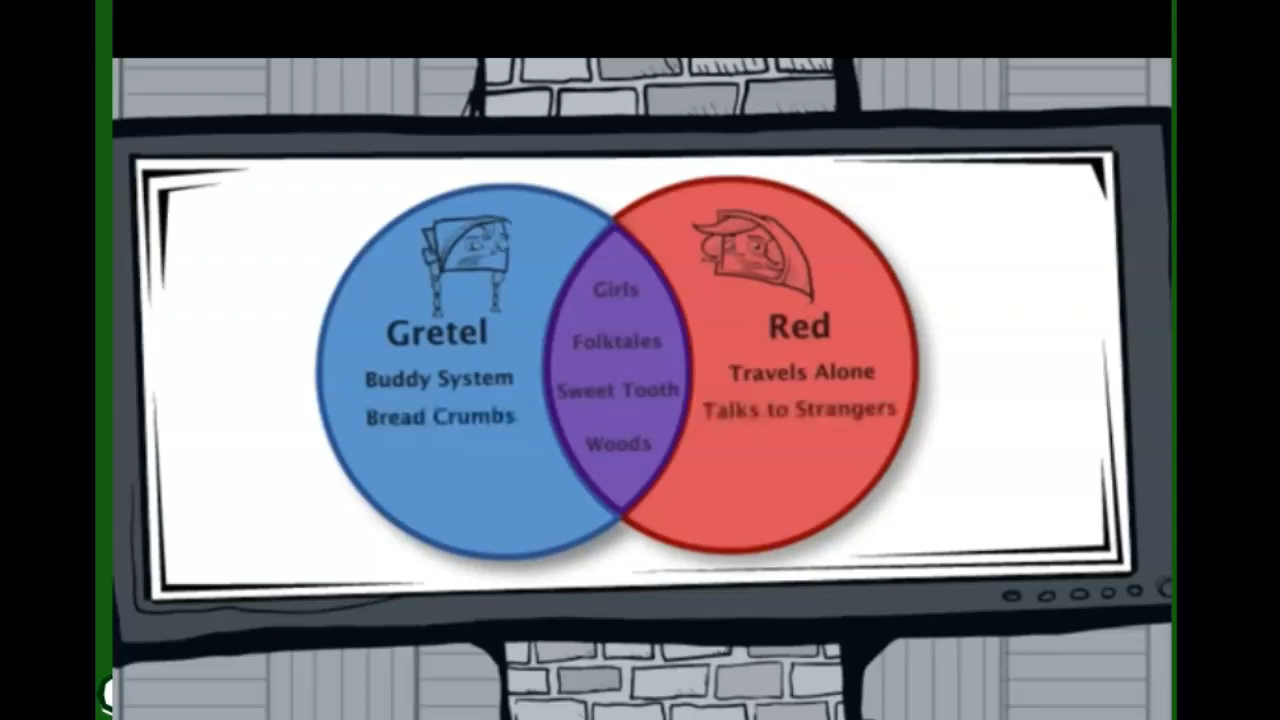 Gretel
Buddy System
Bread Crumbs
Girls
Folktales
Sweet Tooth
Woods
Red
Travels Alone
Talks to Strangers